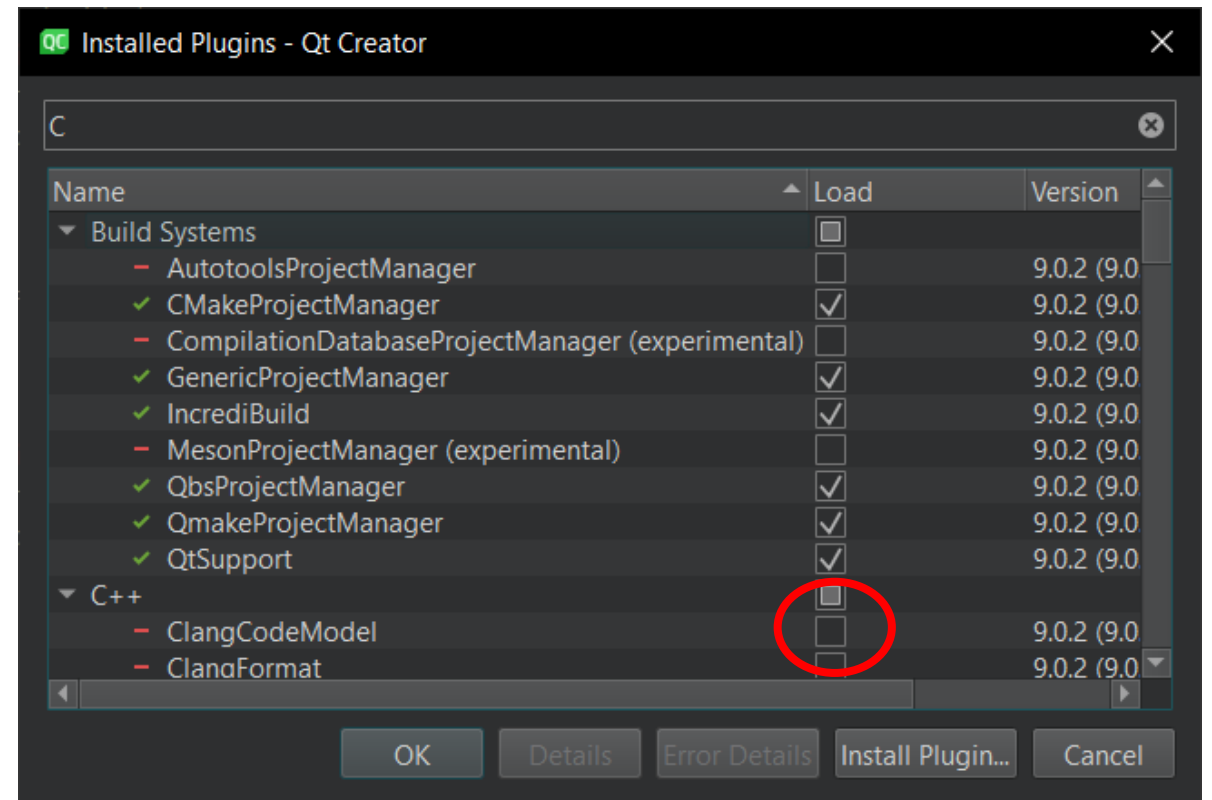 QC Installed Plugins - Qt Creator
C
Name Load Version
Build Systems
AutotoolsProjectManager 9.0.2 (9.0
CMakeProjectManager 9.0.2 (9.0
CompilationDatabaseProjectManager (experimental) 9.0.2 (9.0
GenericProjectManager 9.0.2 (9.0
IncrediBuild 9.0.2 (9.0
MesonProjectManager (experimental) 9.0.2 (9.0
QbsProjectManager 9.0.2 (9.0
QmakeProjectManager 9.0.2 (9.0
QtSupport 9.0.2 (9.0
C++
ClangCodeModel 9.0.2 (9.0
ClangFormat 9.0.2 (9.0
OK Details Error Details Install Plugin... Cancel